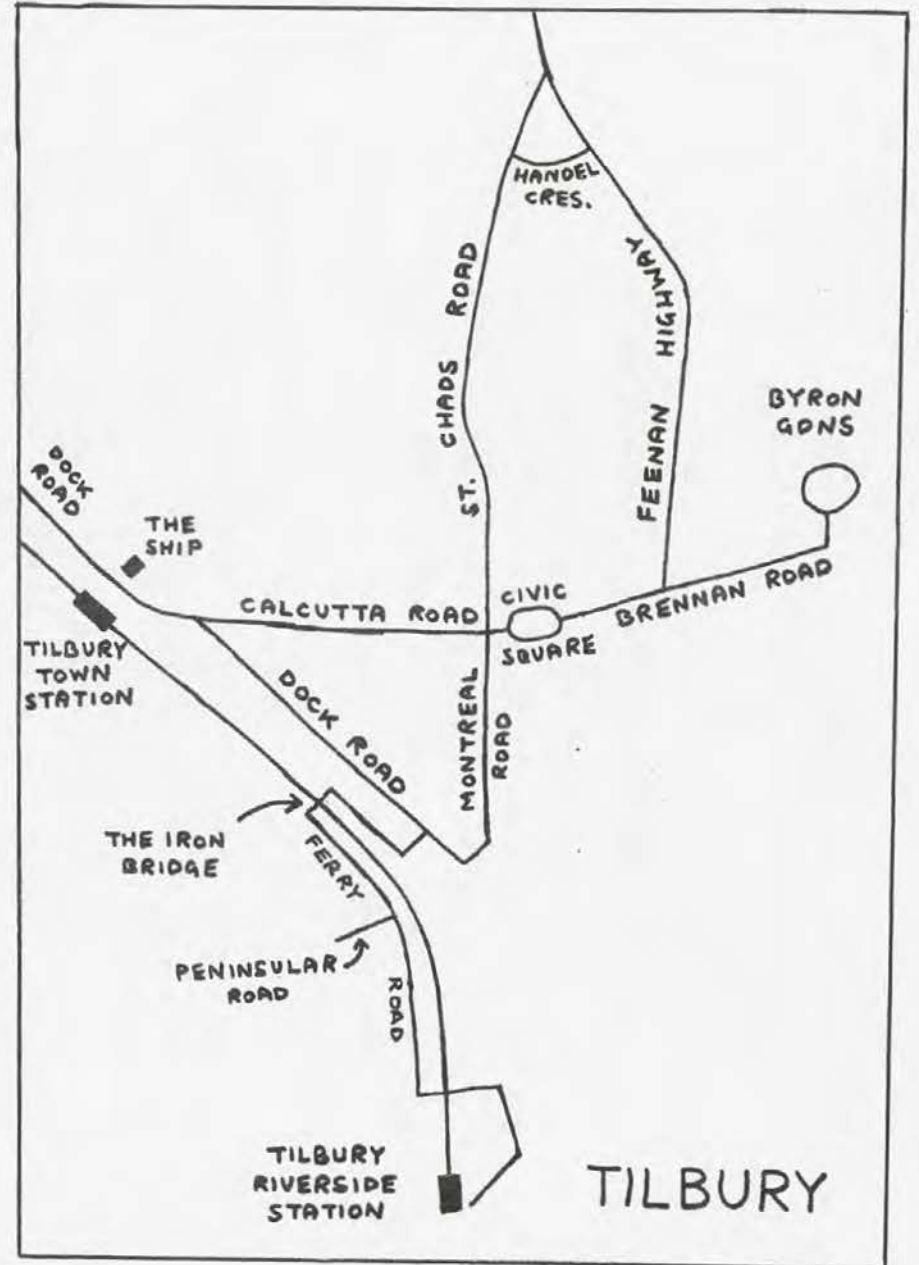 HANDEL
CRES.
ST. CHADS ROAD
FEENAN HIGHWAY
BYRON
GDNS
DOCK
ROAD
THE
SHIP
CALCUTTA ROAD
CIVIC
SQUARE
BRENNAN ROAD
TILBURY
TOWN
STATION
DOCK ROAD
MONTREAL
ROAD
THE IRON
BRIDGE
FERRY
ROAD
PENINSULAR
ROAD
TILBURY
RIVERSIDE
STATION
TILBURY